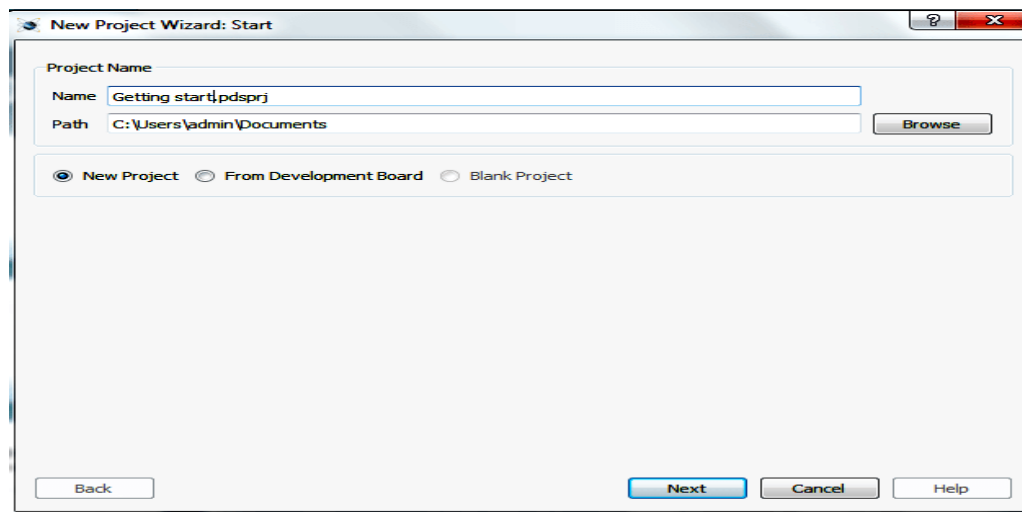 New Project Wizard: Start
?
Project Name
Name Getting start.pdsprj
Path C:\Users\admin\Documents Browse
New Project From Development Board Blank Project
Back Next Cancel Help